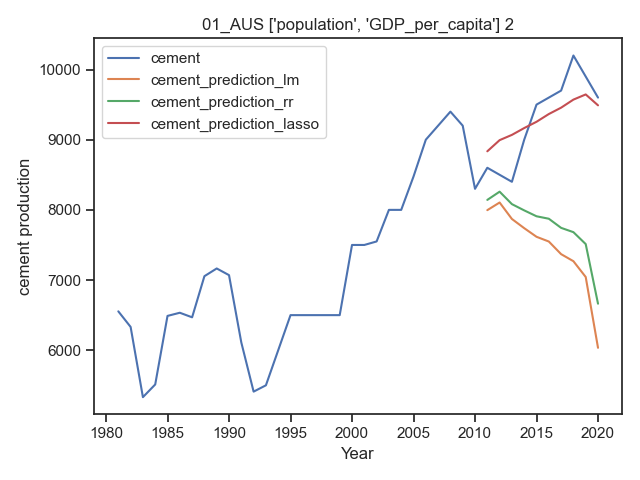 01_AUS ['population', 'GDP_per_capita'] 2
cement
cement_prediction_lm
cement_prediction_rr
cement_prediction_lasso
cement production
10000
9000
8000
7000
6000
1980
1985
1990
1995
2000
2005
2010
2015
2020
Year